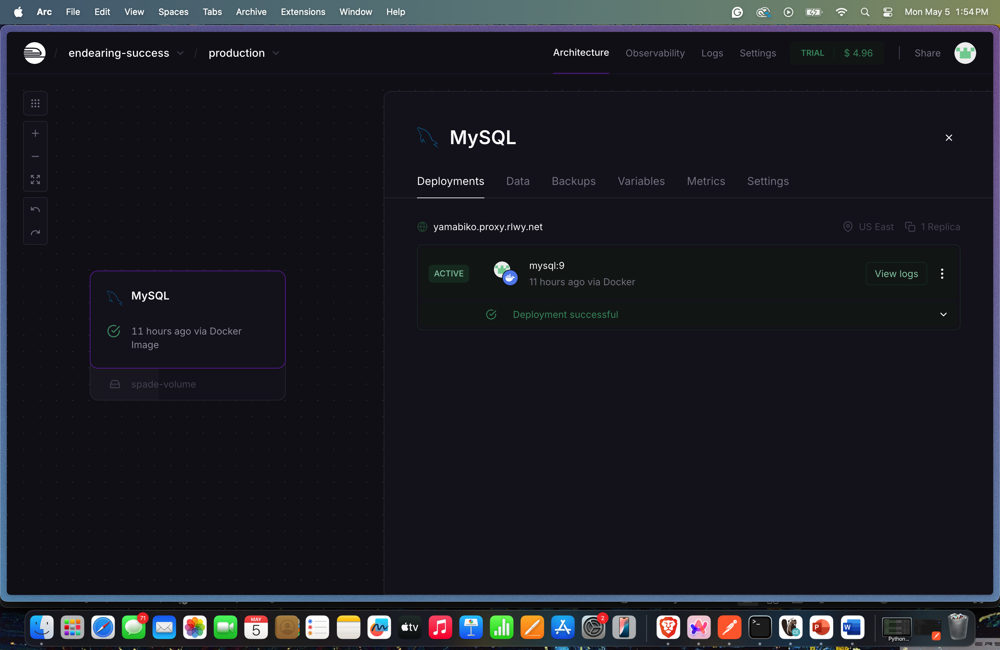 Arc File Edit View Spaces Tabs Archive Extensions Window Help
Mon May 5 1:54 PM
/ endearing-success / production
Architecture Observability Logs Settings TRIAL $ 4.96 Share
MySQL
Deployments Data Backups Variables Metrics Settings
yamabiko.proxy.rlwy.net
US East 1 Replica
ACTIVE
mysql:9
11 hours ago via Docker
View logs
Deployment successful
MySQL
11 hours ago via Docker
Image
spade-volume
71
MAY
5
tv
2
>_
CE
P
W
Python...